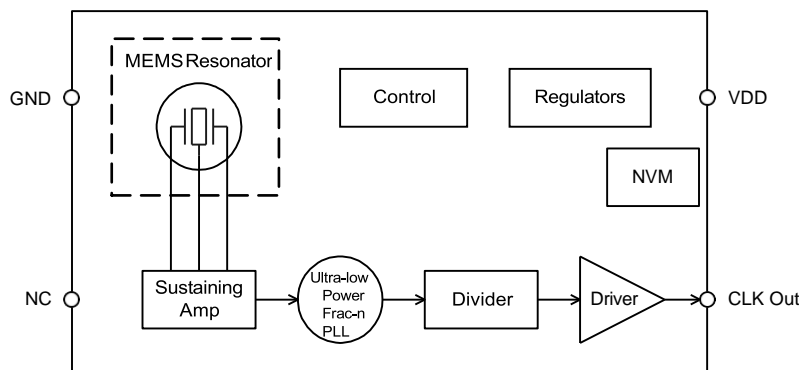 MEMS Resonator
GND
Control
Regulators
VDD
NVM
NC
Sustaining
Amp
Ultra-low
Power
Frac-n
PLL
Divider
Driver
CLK Out